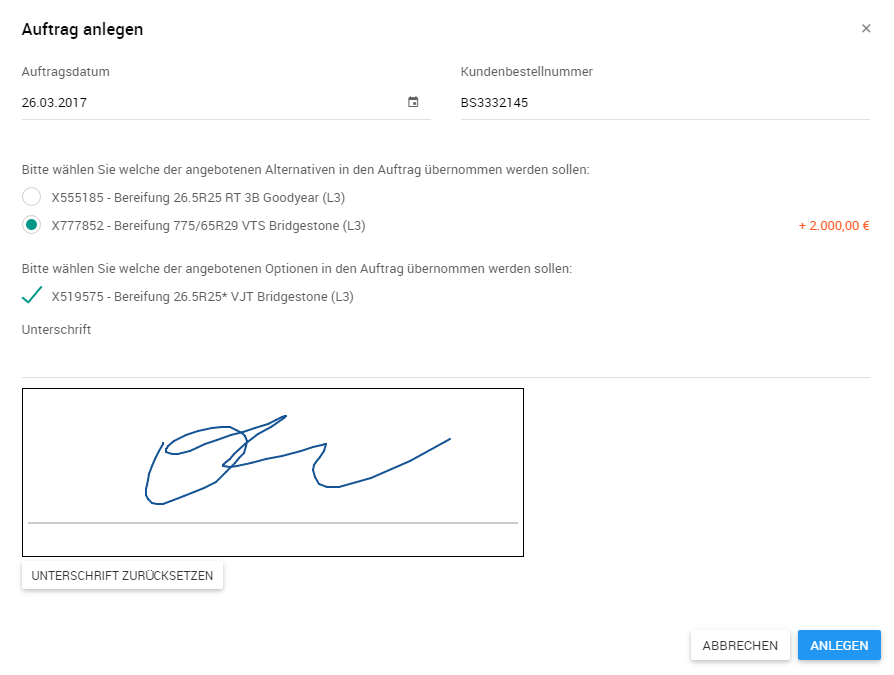 Auftrag anlegen
Auftragsdatum
Kundenbestellnummer
26.03.2017
BS3332145
Bitte wählen Sie welche der angebotenen Alternativen in den Auftrag übernommen werden sollen:
X555185 - Bereifung 26.5R25 RT 3B Goodyear (L3)
X777852 - Bereifung 775/65R29 VTS Bridgestone (L3) + 2.000,00 €
Bitte wählen Sie welche der angebotenen Optionen in den Auftrag übernommen werden sollen:
X519575 - Bereifung 26.5R25* VJT Bridgestone (L3)
Unterschrift
UNTERSCHRIFT ZURÜCKSETZEN
ABBRECHEN
ANLEGEN